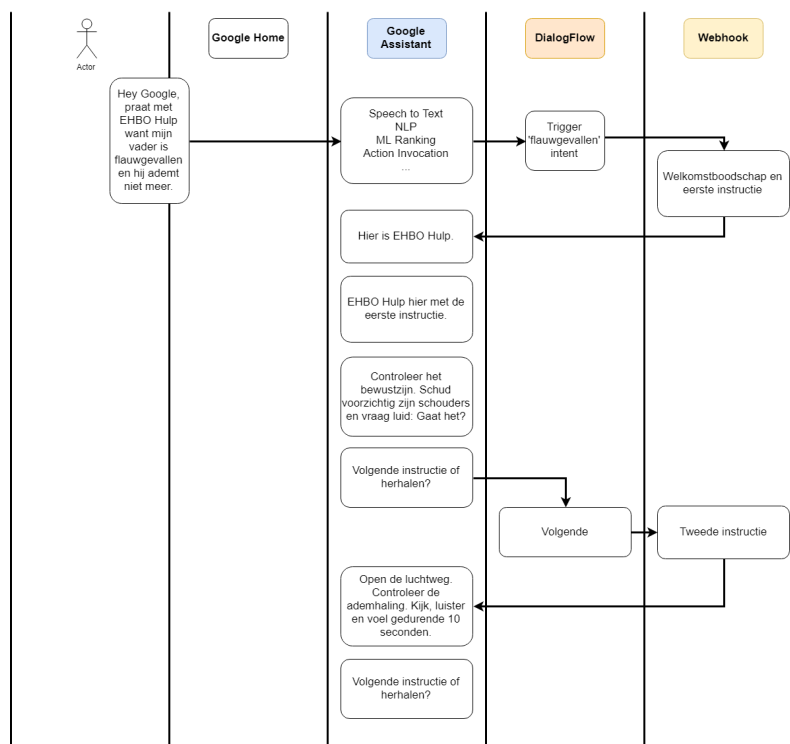 Actor
Google Home
Google
Assistant
DialogFlow
Webhook
Hey Google,
praat met
EHBO Hulp
want mijn
vader is
flauwgevallen
en hij ademt
niet meer.
Speech to Text
NLP
ML Ranking
Action Invocation
...
Trigger
'flauwgevallen'
intent
Welkomstboodschap en
eerste instructie
Hier is EHBO Hulp.
EHBO Hulp hier met de
eerste instructie.
Controleer het
bewustzijn. Schud
voorzichtig zijn schouders
en vraag luid: Gaat het?
Volgende instructie of
herhalen?
Volgende
Tweede instructie
Open de luchtweg.
Controleer de
ademhaling. Kijk, luister
en voel gedurende 10
seconden.
Volgende instructie of
herhalen?